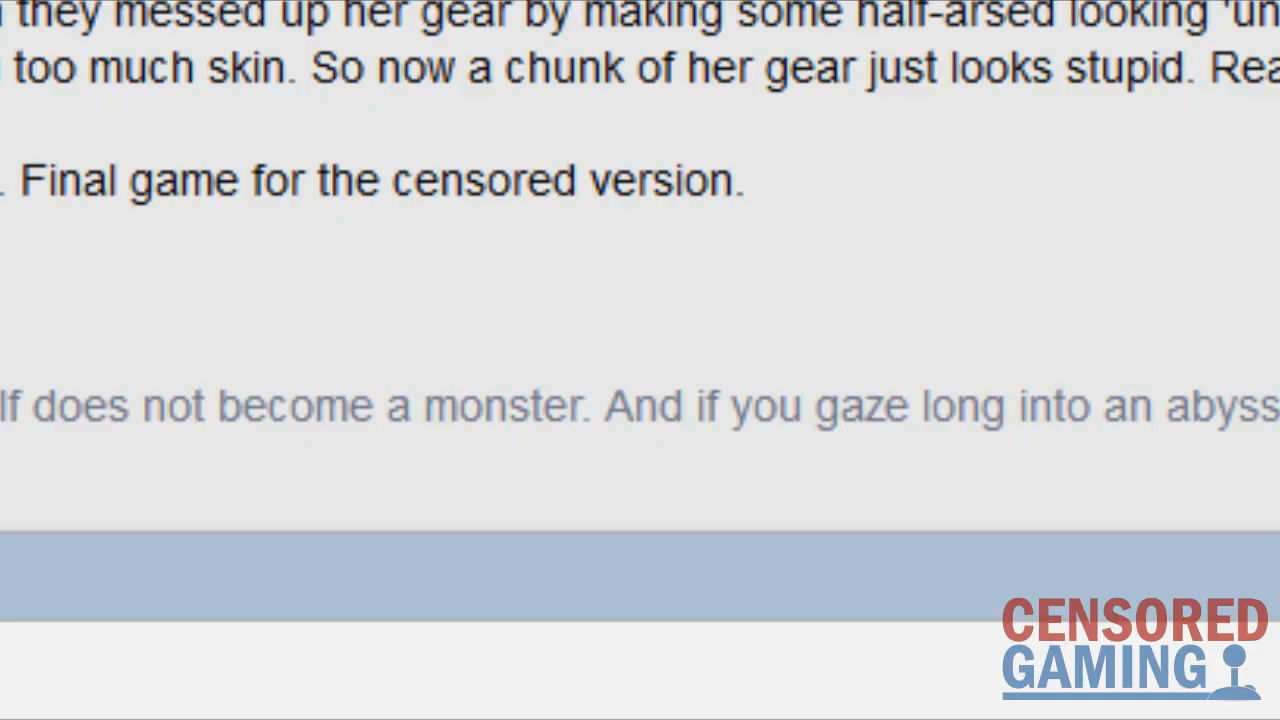 they messed up her gear by making some half-arsed looking 'un
too much skin. So now a chunk of her gear just looks stupid. Rea
. Final game for the censored version.
lf does not become a monster. And if you gaze long into an abyss
CENSORED
GAMING